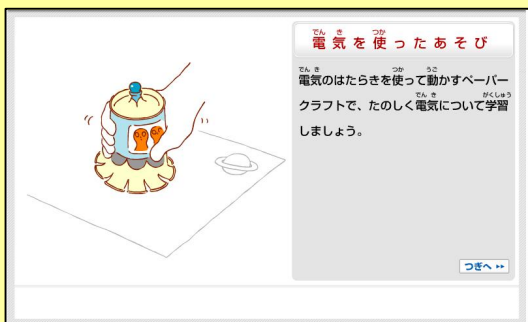 電気を使ったあそび
電気のはたらきを使って動かすペーパー
クラフトで、たのしく電気について学習
しましょう。
つぎへ